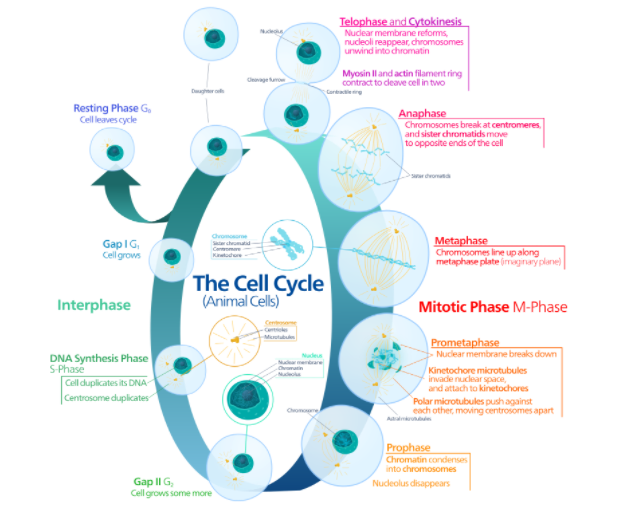 Telophase and Cytokinesis
Nuclear membrane reforms,
nucleoli reappear, chromosomes
unwind into chromatin
Myosin II and actin filament ring
contract to cleave cell in two
Nucleolus
Cleavage furrow
Contractile ring
Daughter cells
Resting Phase G₀
Cell leaves cycle
Anaphase
Chromosomes break at centromeres,
and sister chromatids move
to opposite ends of the cell
Sister chromatids
Gap I G₁
Cell grows
Chromosome
Sister chromatid
Centromere
Kinetochore
Metaphase
Chromosomes line up along
metaphase plate (imaginary plane)
The Cell Cycle
(Animal Cells)
Interphase
Mitotic Phase M-Phase
Centrosome
Centrioles
Microtubules
Prometaphase
Nuclear membrane breaks down
Kinetochore microtubules
invade nuclear space,
and attach to kinetochores
Polar microtubules push against
each other, moving centrosomes apart
Astral microtubules
DNA Synthesis Phase
S-Phase
Cell duplicates its DNA
Centrosome duplicates
Nucleus
Nuclear membrane
Chromatin
Nucleolus
Chromosome
Prophase
Chromatin condenses
into chromosomes
Nucleolus disappears
Gap II G₂
Cell grows some more